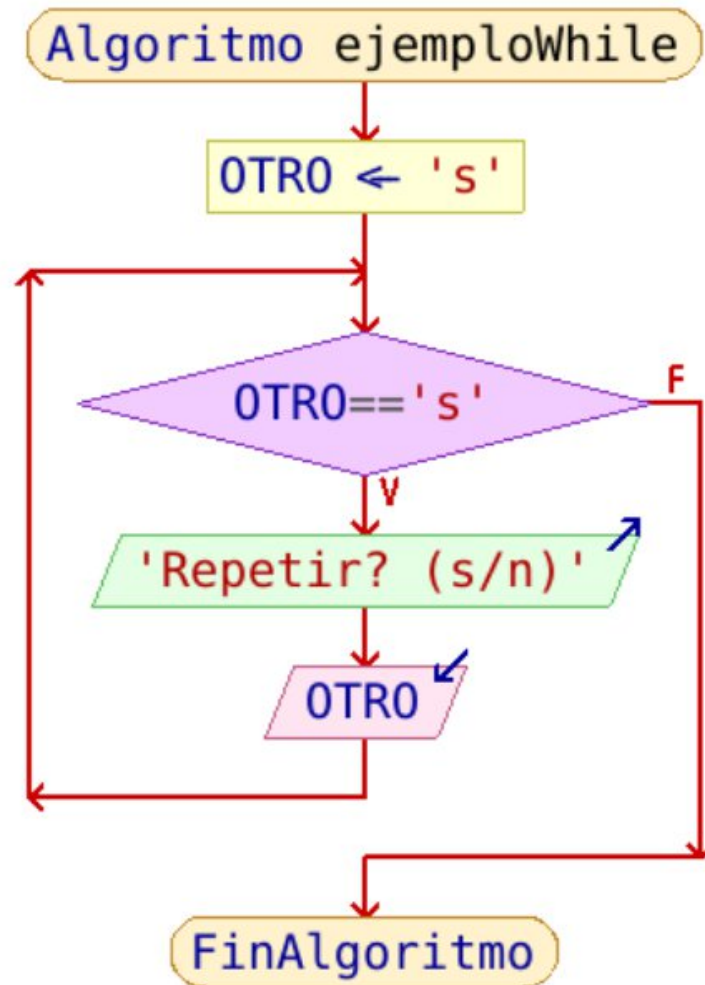 Algoritmo ejemploWhile
OTRO ← 's'
OTRO=='s'
F
V
'Repetir? (s/n)'
OTRO
FinAlgoritmo